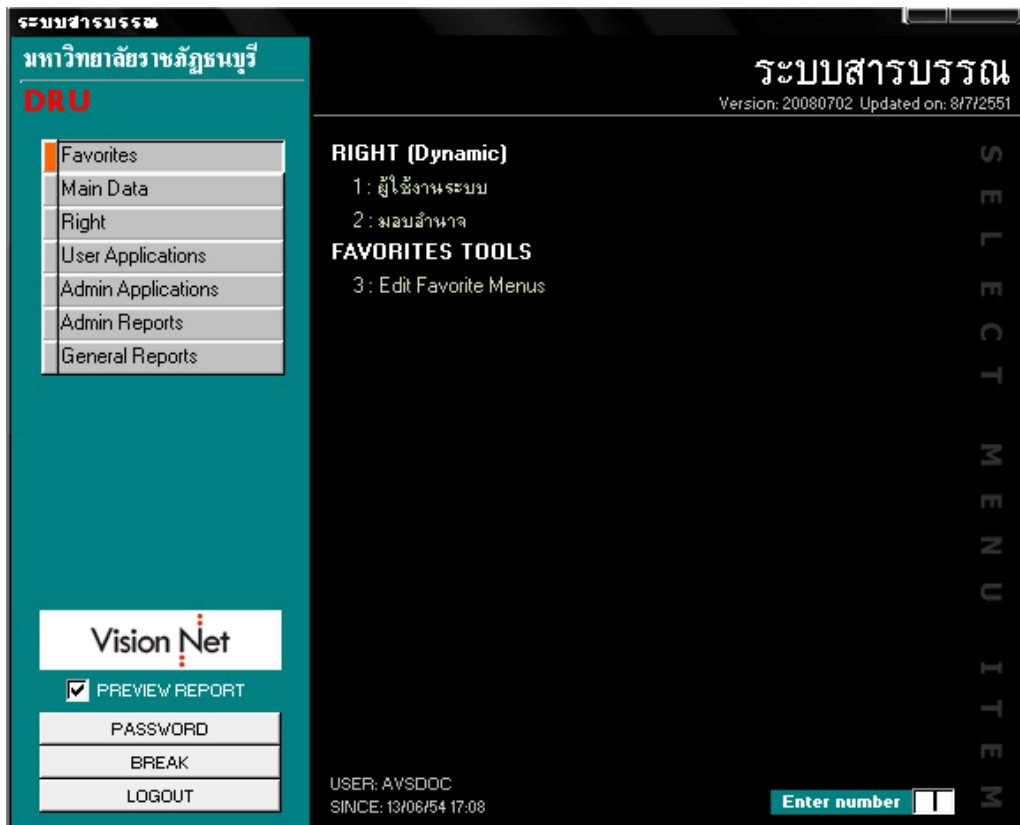 ระบบสารบรรณ
มหาวิทยาลัยราชภัฏธนบุรี
DRU
ระบบสารบรรณ
Version: 20080702 Updated on: 8/7/2551
Favorites
Main Data
Right
User Applications
Admin Applications
Admin Reports
General Reports
RIGHT (Dynamic)
1 : ผู้ใช้งานระบบ
2 : มอบอำนาจ
FAVORITES TOOLS
3 : Edit Favorite Menus
SELECT MENU ITEM
Vision Net
PREVIEW REPORT
PASSWORD
BREAK
LOGOUT
USER: AVSDOC
SINCE: 13/06/54 17:08
Enter number